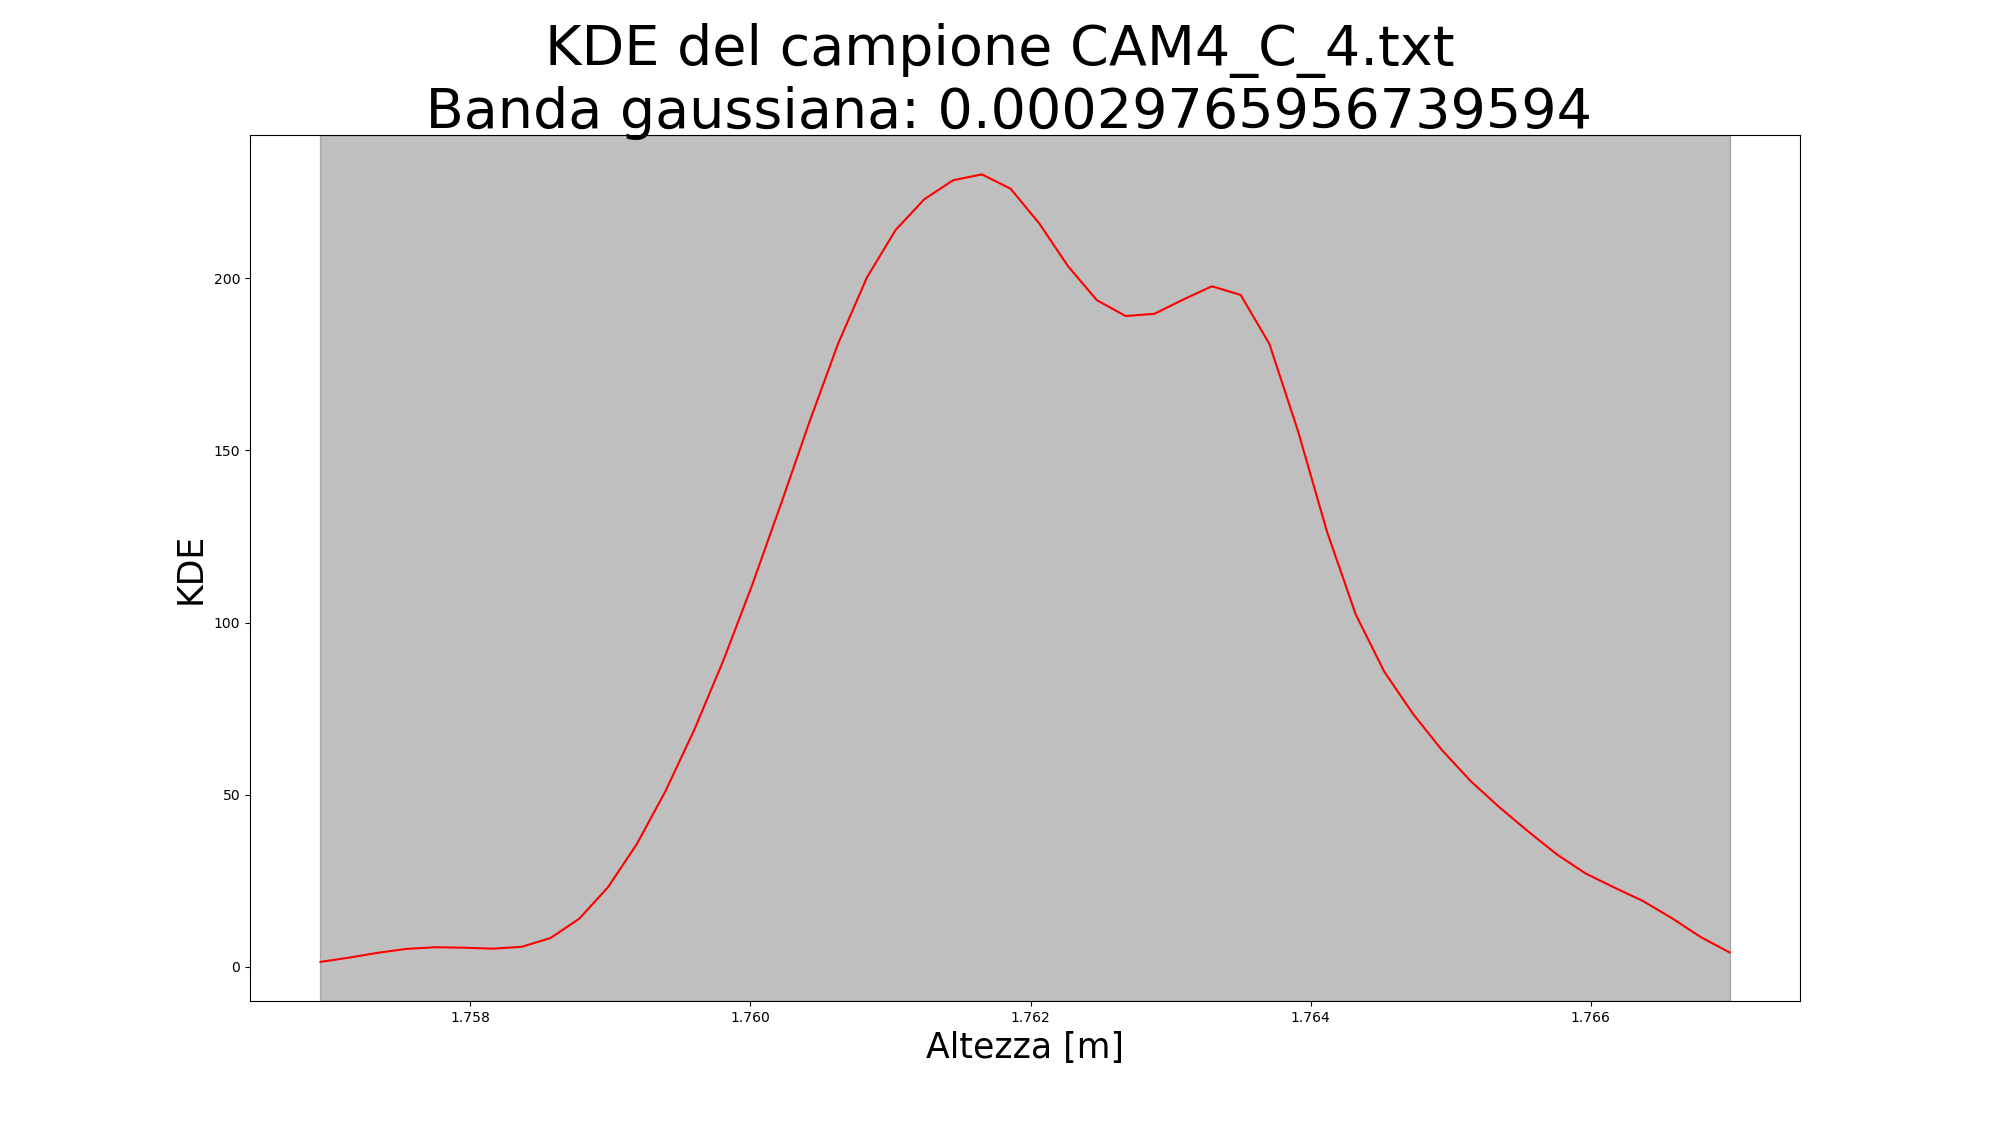 KDE del campione CAM4_C_4.txt
Banda gaussiana: 0.00029765956739594
200
150
100
50
0
KDE
1.758 1.760 1.762 1.764 1.766
Altezza [m]